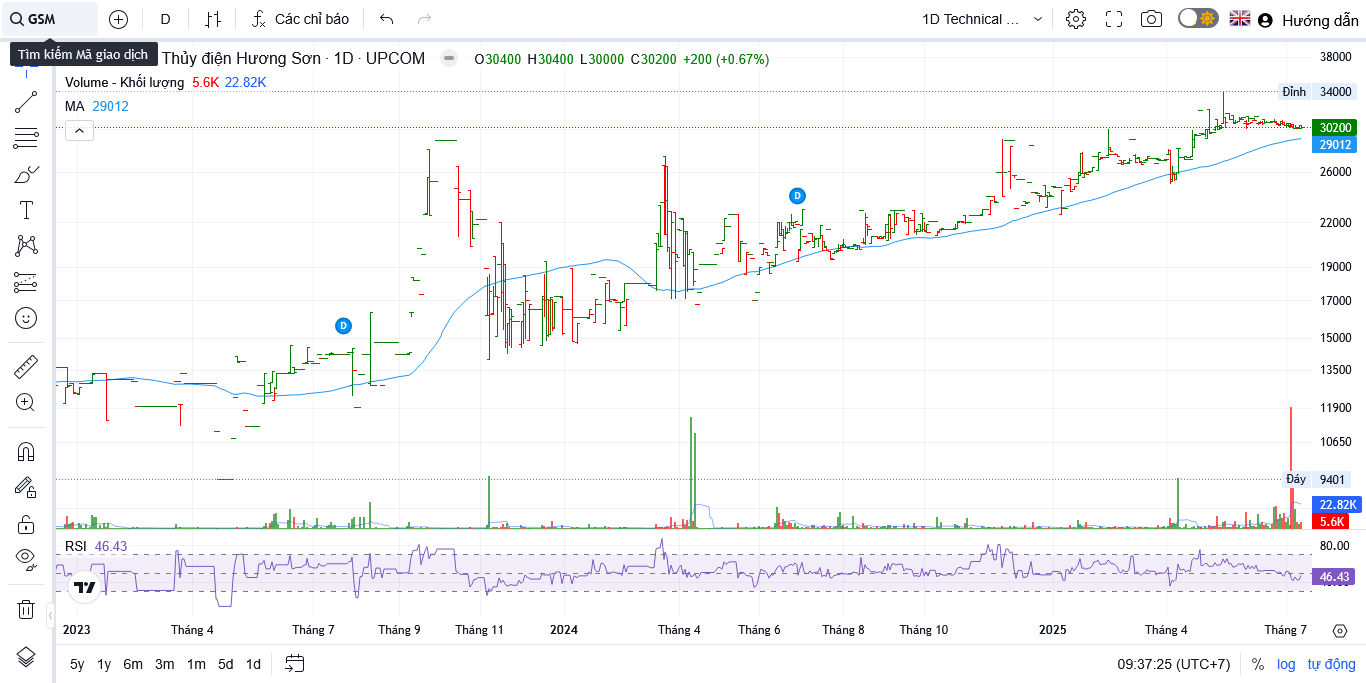 GSM
D
Các chỉ báo
1D Technical ...
Hướng dẫn
Tìm kiếm Mã giao dịch
Thủy điện Hương Sơn · 1D · UPCOM
O30400 H30400 L30000 C30200 +200 (+0.67%)
Volume - Khối lượng 5.6K 22.82K
MA 29012
38000
Đỉnh 34000
30200
29012
26000
22000
19000
17000
15000
13500
11900
10650
Đáy 9401
22.82K
5.6K
D
D
RSI 46.43
80.00
46.43
2023 Tháng 4 Tháng 7 Tháng 9 Tháng 11 2024 Tháng 4 Tháng 6 Tháng 8 Tháng 10 2025 Tháng 4 Tháng 7
5y 1y 6m 3m 1m 5d 1d
09:37:25 (UTC+7) % log tự động